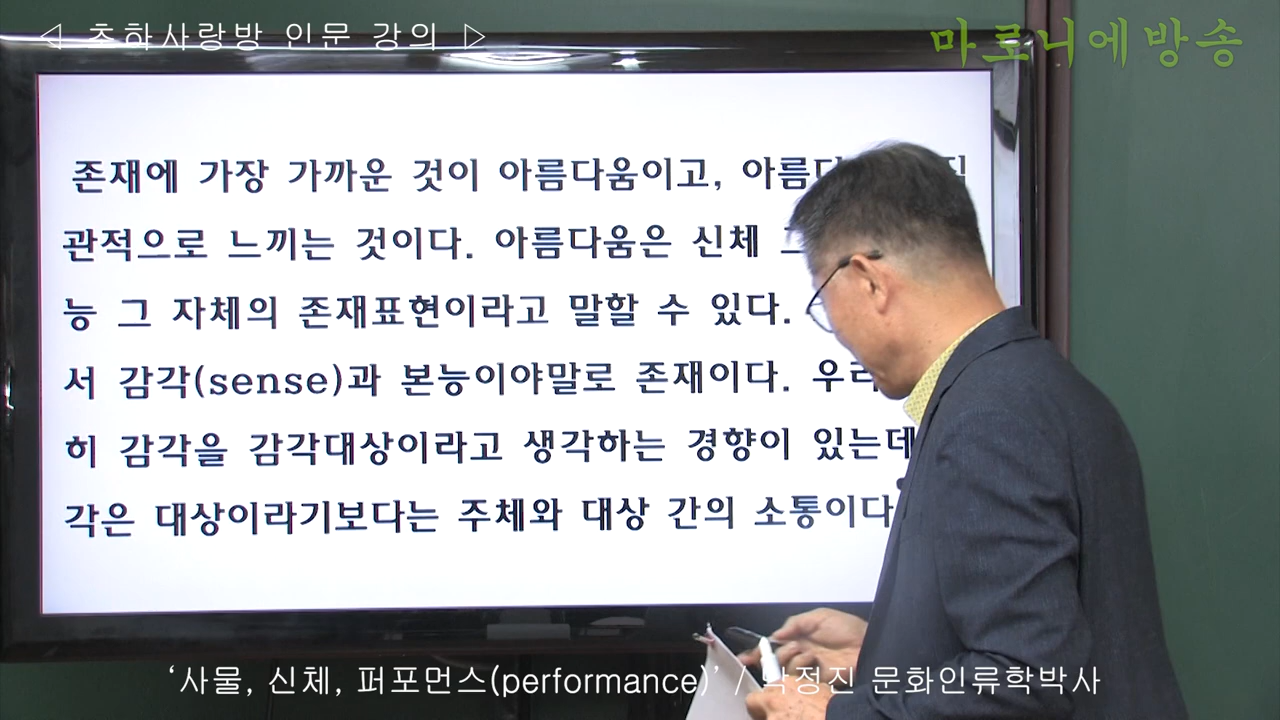 ◁ 추하사랑방 인문 강의 ▷
마로니에방송
존재에 가장 가까운 것이 아름다움이고,
관적으로 느끼는 것이다. 아름다움은 신체
능 그 자체의 존재표현이라고 말할 수 있다.
서 감각(sense)과 본능이야말로 존재이다.
히 감각을 감각대상이라고 생각하는 경향이 있는데
각은 대상이라기보다는 주체와 대상 간의 소통이다
‘사물, 신체, 퍼포먼스(performance)’ / 박정진 문화인류학박사